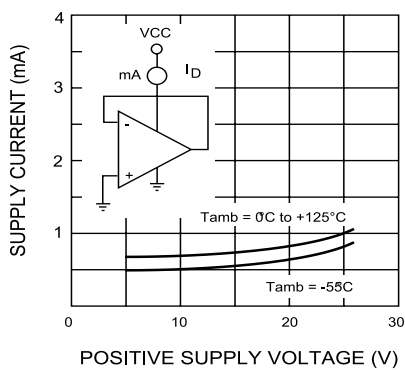 4
3
2
1
SUPPLY CURRENT (mA)
VCC
mA
ID
-
+
Tamb = 0°C to +125°C
Tamb = -55°C
0
10
20
30
POSITIVE SUPPLY VOLTAGE (V)